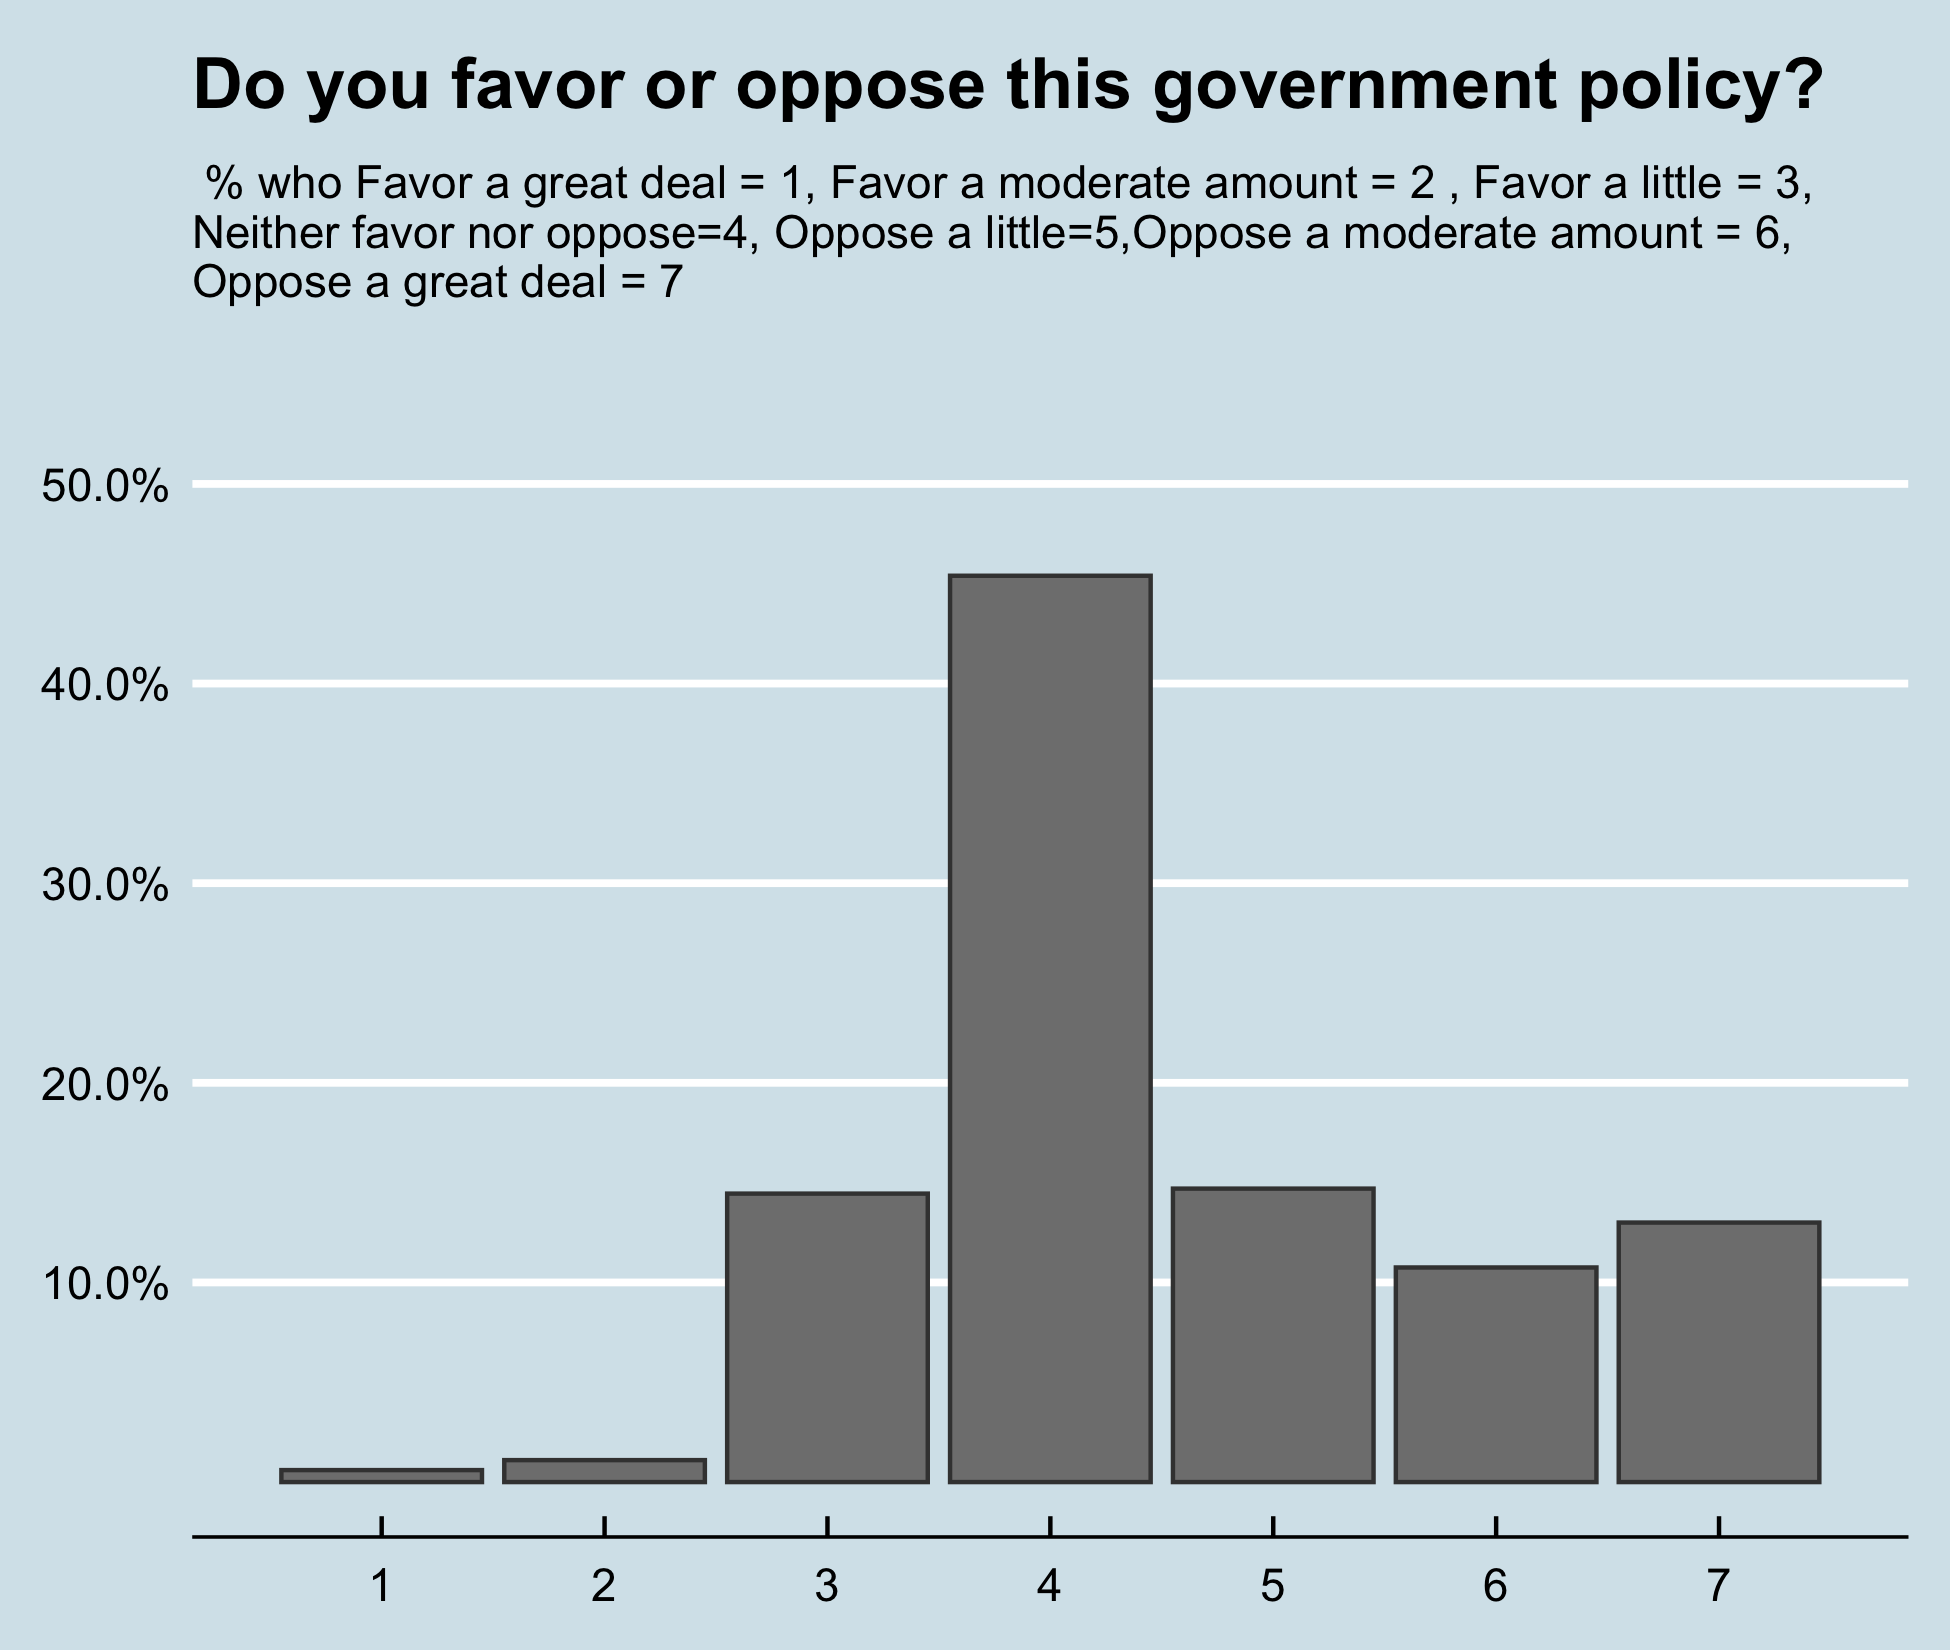 Do you favor or oppose this government policy?
% who Favor a great deal = 1, Favor a moderate amount = 2 , Favor a little = 3,
Neither favor nor oppose=4, Oppose a little=5,Oppose a moderate amount = 6,
Oppose a great deal = 7
50.0%
40.0%
30.0%
20.0%
10.0%
1 2 3 4 5 6 7